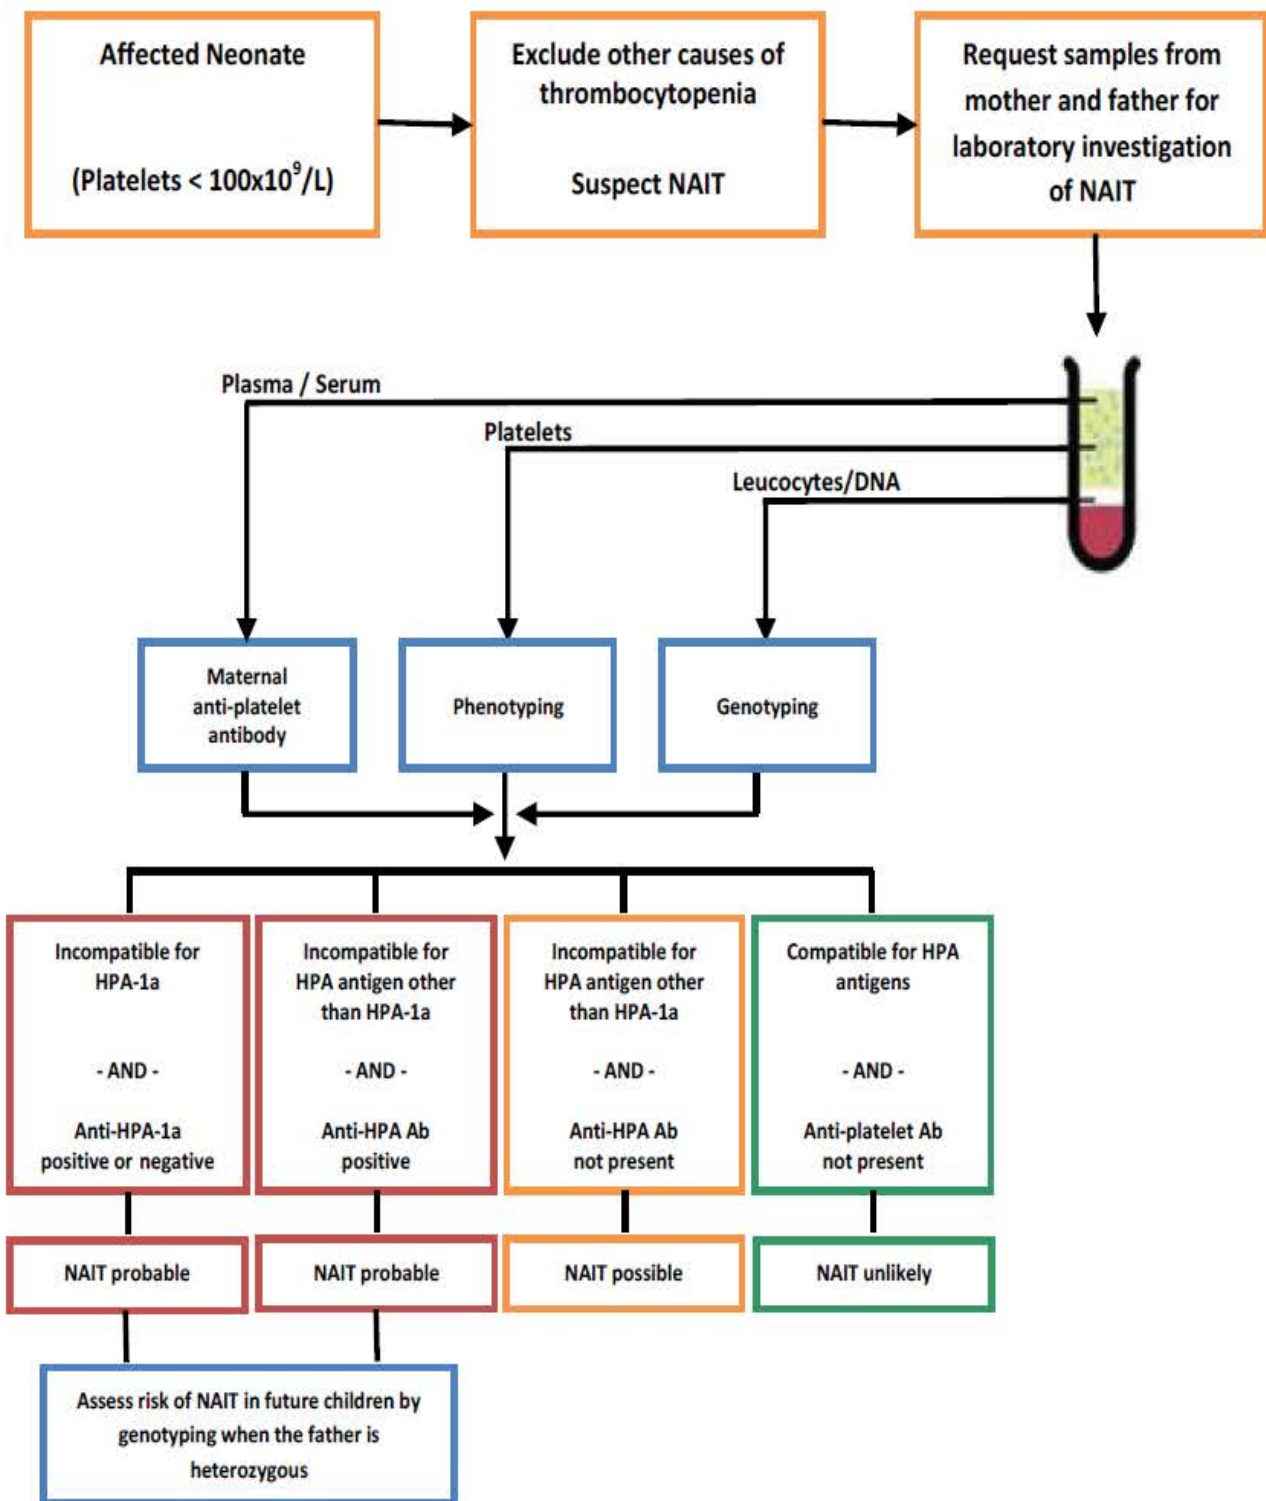 Affected Neonate
(Platelets < 100x10⁹/L)
Exclude other causes of
thrombocytopenia
Suspect NAIT
Request samples from
mother and father for
laboratory investigation
of NAIT
Plasma / Serum
Platelets
Leucocytes/DNA
Maternal
anti-platelet
antibody
Phenotyping
Genotyping
Incompatible for
HPA-1a
- AND -
Anti-HPA-1a
positive or negative
Incompatible for
HPA antigen other
than HPA-1a
- AND -
Anti-HPA Ab
positive
Incompatible for
HPA antigen other
than HPA-1a
- AND -
Anti-HPA Ab
not present
Compatible for HPA
antigens
- AND -
Anti-platelet Ab
not present
NAIT probable
NAIT probable
NAIT possible
NAIT unlikely
Assess risk of NAIT in future children by
genotyping when the father is
heterozygous